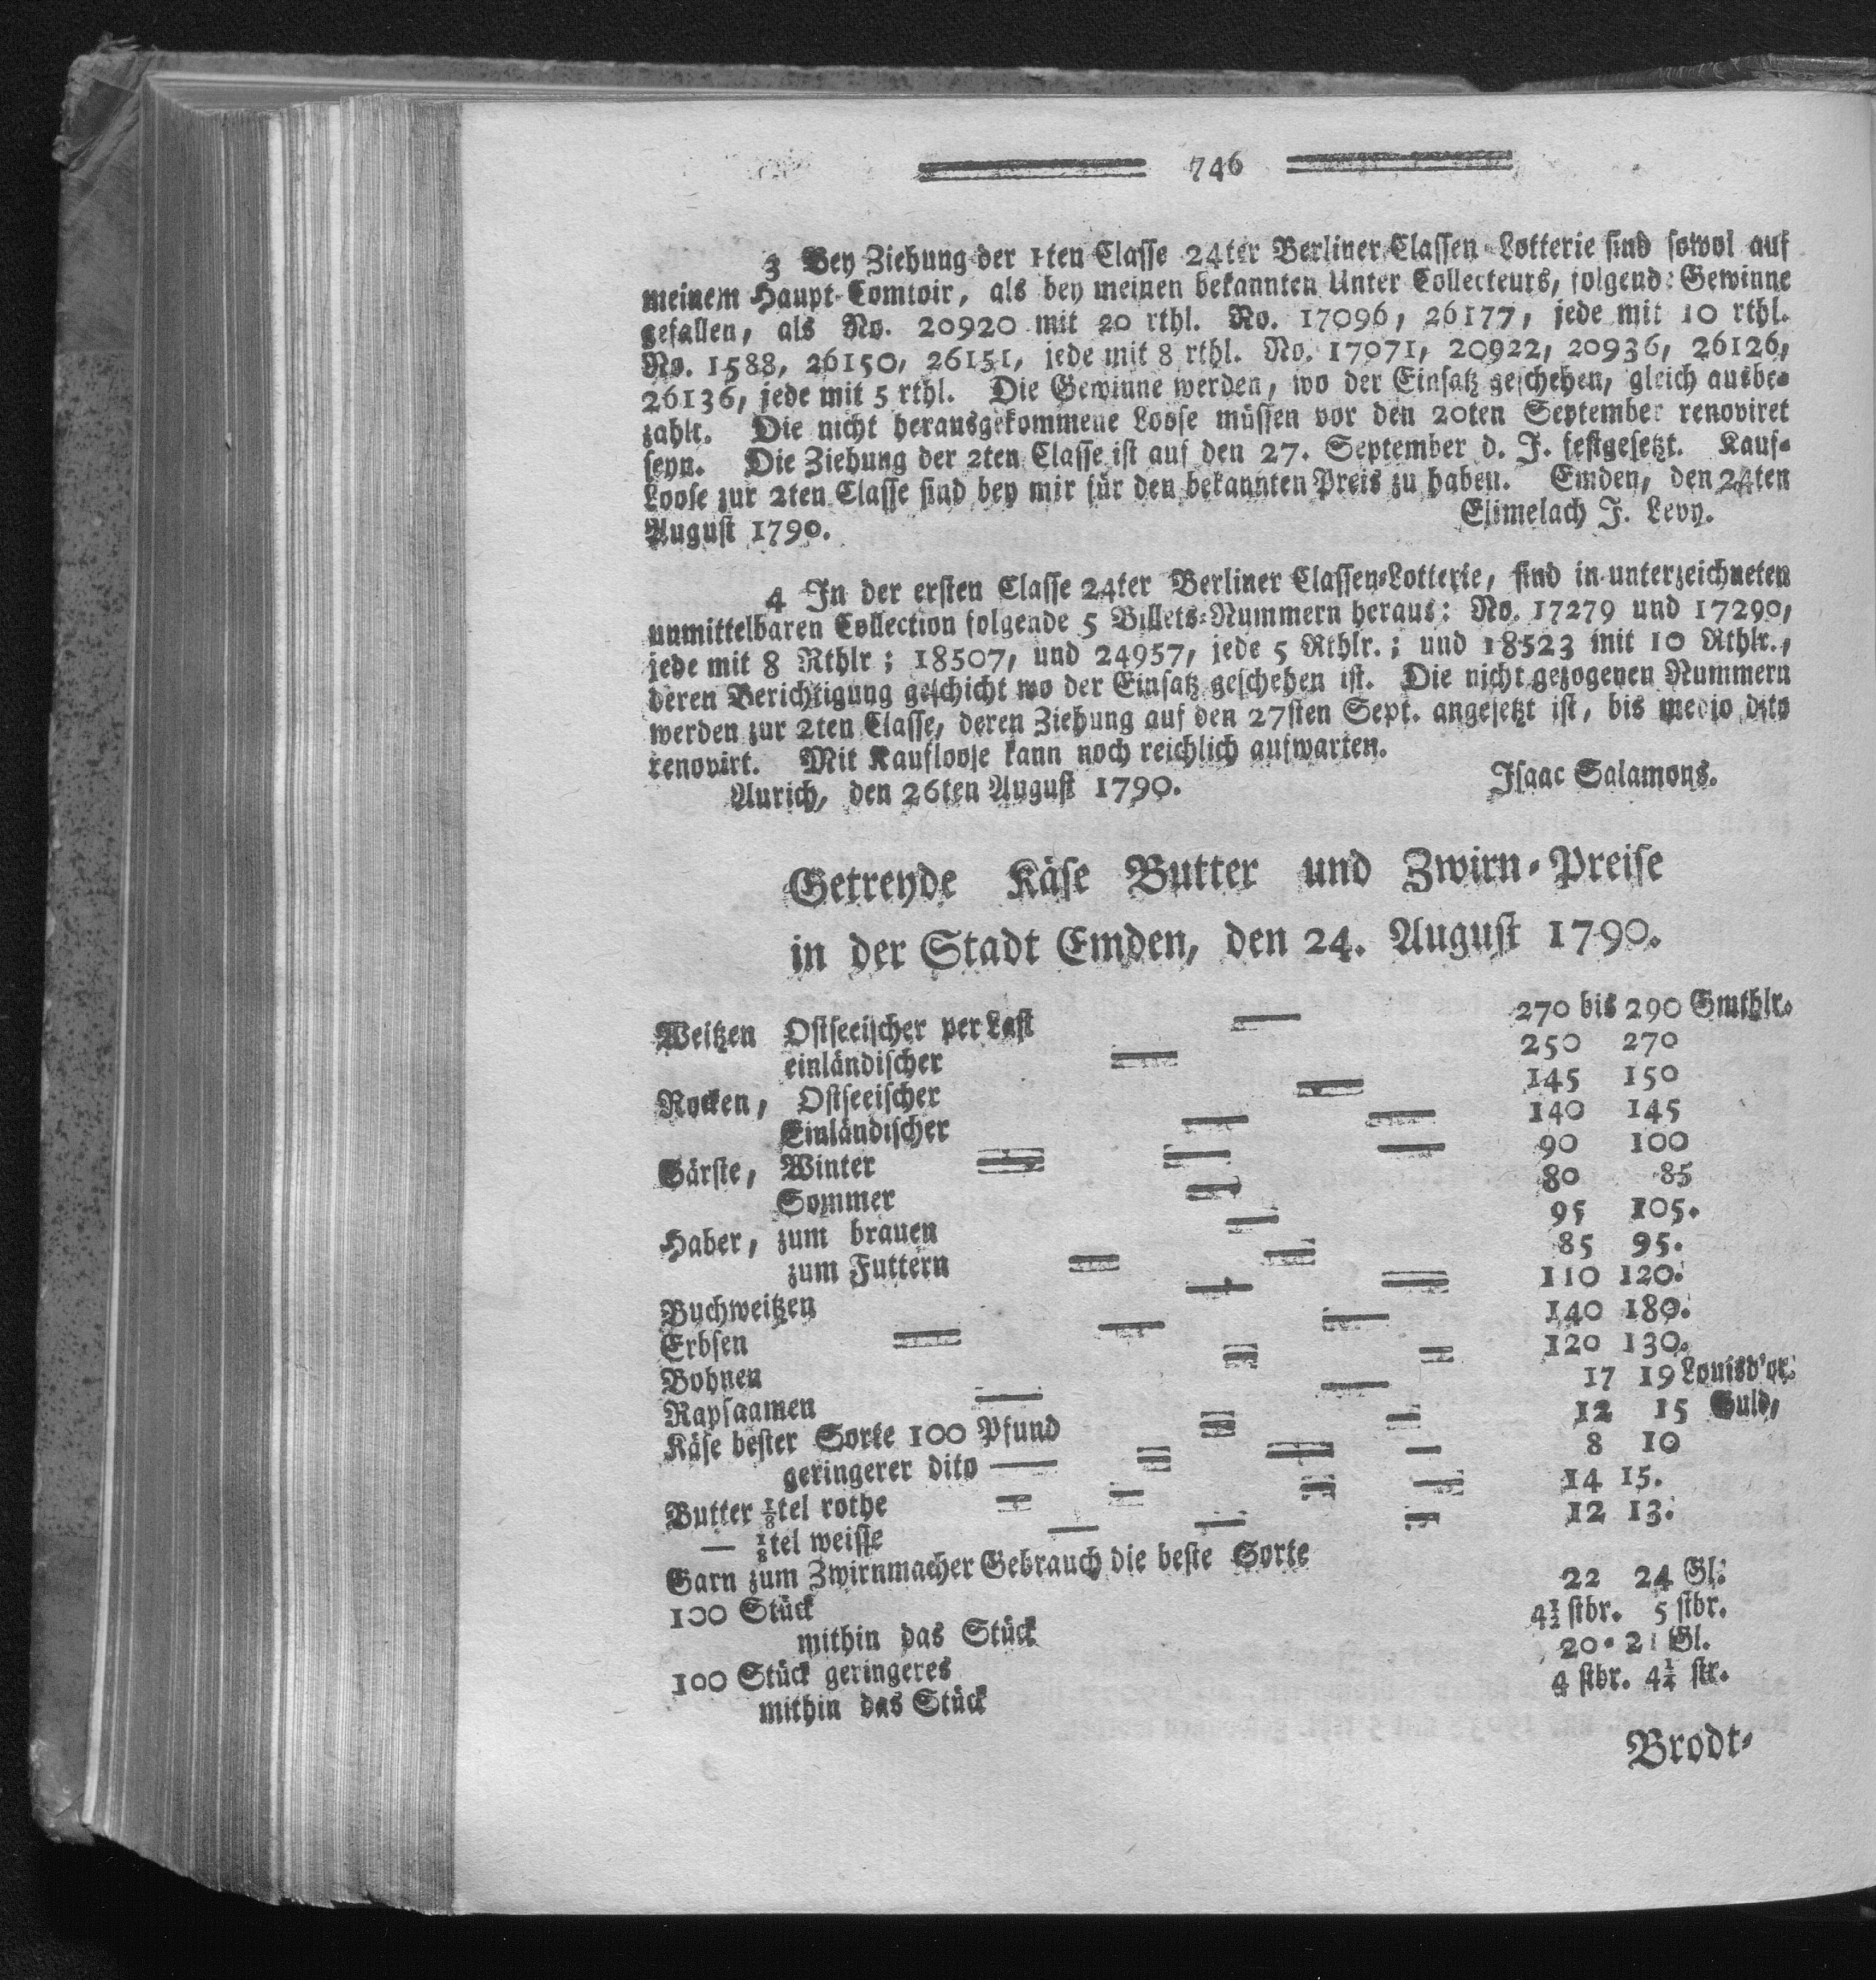 746
3 Bey Ziehung der 1ten Classe 24ter Berliner Classen-Lotterie sind sowol auf
meinem Haupt-Comtoir, als bey meinen bekannten Unter Collecteurs, folgende Gewinne
gefallen, als No. 20920 mit 20 rthl. No. 17096, 26177, jede mit 10 rthl.
No. 1588, 26150, 26151, jede mit 8 rthl. No. 17071, 20922, 20936, 26126,
26136, jede mit 5 rthl. Die Gewinne werden, wo der Einsatz geschehen, gleich ausbe-
zahlt. Die nicht herausgekommene Loose müssen vor den 20ten September renoviret
seyn. Die Ziehung der 2ten Classe ist auf den 27. September d. J. festgesetzt. Kauf-
Loose zur 2ten Classe sind bey mir für den bekannten Preis zu haben. Emden, den 24ten
August 1790. Elimelach J. Levy.
4 In der ersten Classe 24ter Berliner Classen-Lotterie, sind in unterzeichneten
unmittelbaren Collection folgende 5 Billets-Nummern heraus: No. 17279 und 17290,
jede mit 8 Rthlr; 18507, und 24957, jede 5 Rthlr.; und 18523 mit 10 Rthlr.,
deren Berichtigung geschicht wo der Einsatz geschehen ist. Die nicht gezogenen Nummern
werden zur 2ten Classe, deren Ziehung auf den 27sten Sept. angesetzt ist, bis medio dito
renovirt. Mit Kaufloose kann noch reichlich aufwarten.
Aurich, den 26ten August 1790. Isaac Salamons.
Getreyde Käse Butter und Zwirn-Preise
in der Stadt Emden, den 24. August 1790.
Weitzen Ostseeischer per Last — 270 bis 290 Gmthlr.
einländischer — 250 270
Rocken, Ostseeischer — 145 150
Einländischer — — 140 145
Gärste, Winter — — — 90 100
Sommer — 80 85
Haber, zum brauen — 95 105.
zum Futtern — — 85 95.
Buchweitzen — — 110 120.
Erbsen — — — 140 180.
Bohnen — — 120 130.
Rapsaamen — — 17 19 Louisd'or.
Käse bester Sorte 100 Pfund — — 12 15 Guld,
geringerer dito — — — — 8 10
Butter ⅛tel rothe — — — — 14 15.
— ⅛tel weisse — — — 12 13.
Garn zum Zwirnmacher Gebrauch die beste Sorte
100 Stück 22 24 Gl.
mithin das Stück 4½ stbr. 5 stbr.
100 Stück geringeres 20 - 21 Gl.
mithin das Stück 4 stbr. 4¼ str.
Brodt-